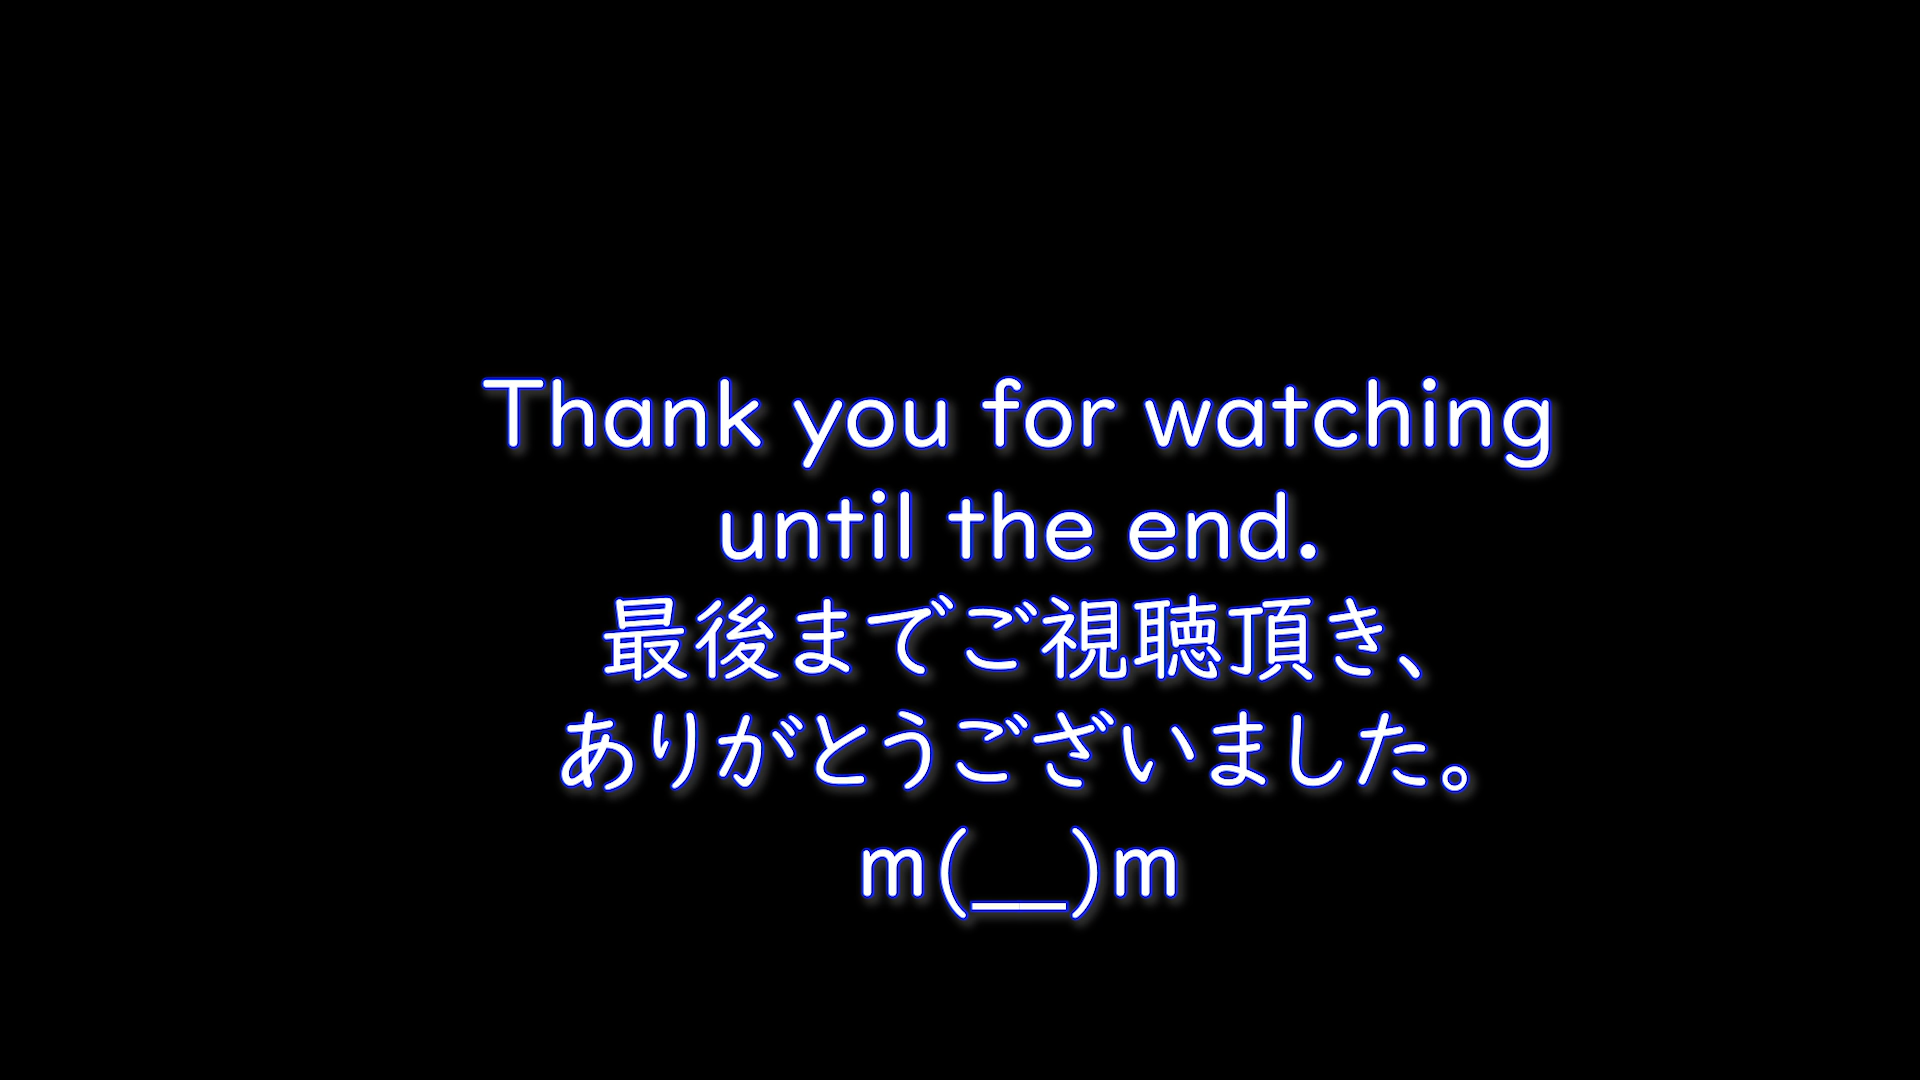 Thank you for watching
until the end.
最後までご視聴頂き、
ありがとうございました。
m(__)m